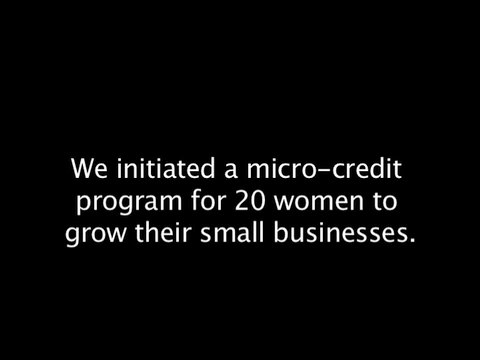 We initiated a micro-credit
program for 20 women to
grow their small businesses.